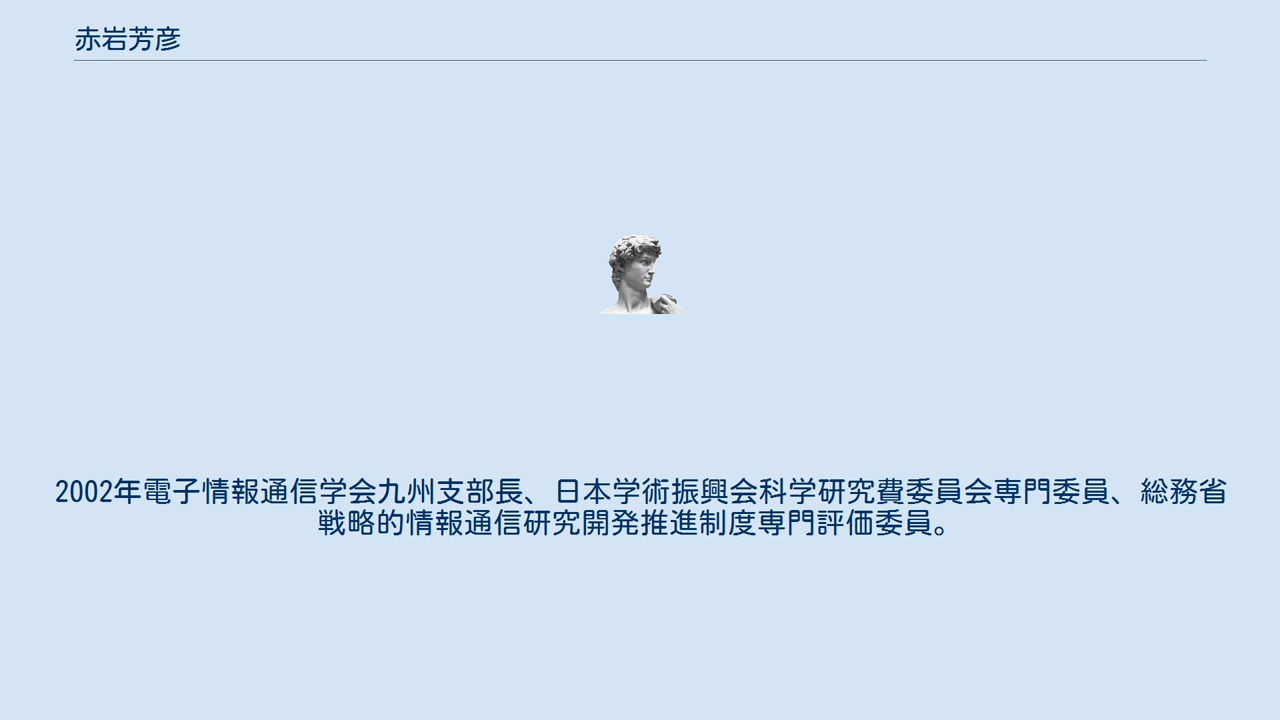 赤岩芳彦
2002年電子情報通信学会九州支部長、日本学術振興会科学研究費委員会専門委員、総務省
戦略的情報通信研究開発推進制度専門評価委員。